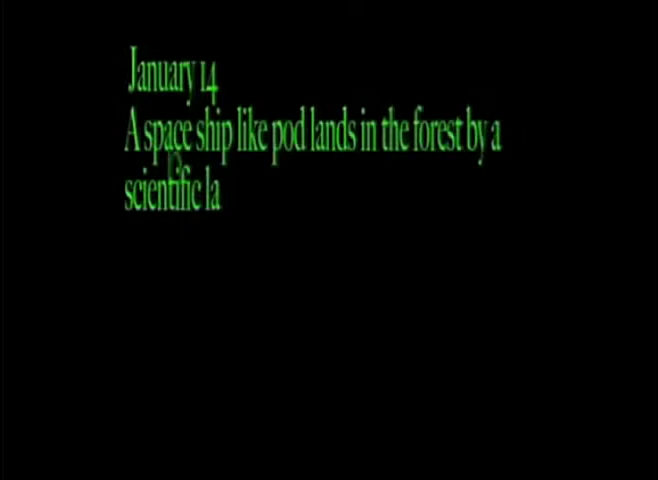 January 14
A space ship like pod lands in the forest by a
scientific la